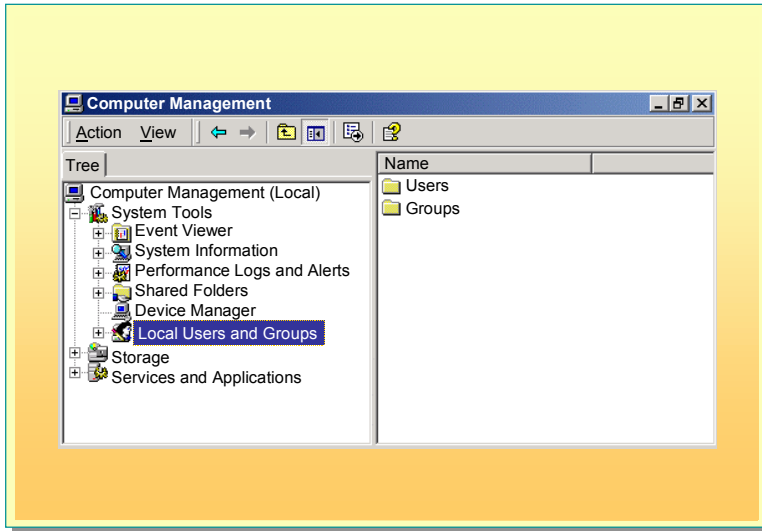 Computer Management
Action View
Tree
Name
Computer Management (Local)
System Tools
Event Viewer
System Information
Performance Logs and Alerts
Shared Folders
Device Manager
Local Users and Groups
Storage
Services and Applications
Users
Groups